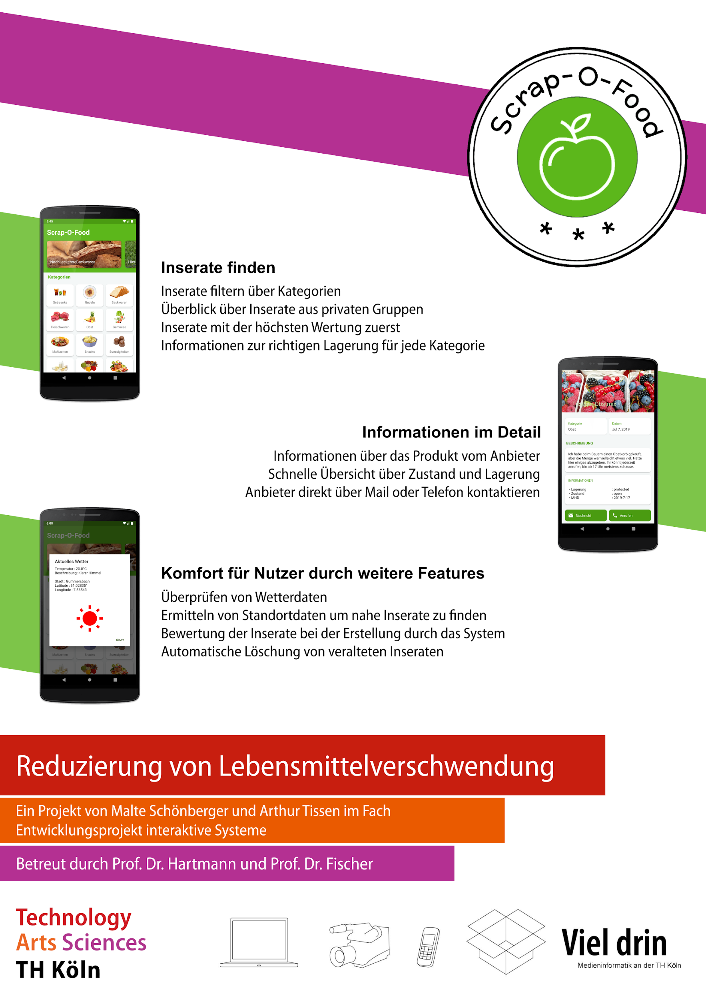 Scrap-O-Food
* * *
5:45
Scrap-O-Food
NochLeckerereBackwaren
Hier
Kategorien
Getraenke
Nudeln
Backwaren
Fleischwaren
Obst
Gemuese
Mahlzeiten
Snacks
Suessigkeiten
Inserate finden
Inserate filtern über Kategorien
Überblick über Inserate aus privaten Gruppen
Inserate mit der höchsten Wertung zuerst
Informationen zur richtigen Lagerung für jede Kategorie
Frischer Obstmix
Kategorie
Obst
Datum
Jul 7, 2019
BESCHREIBUNG
Ich habe beim Bauern einen Obstkorb gekauft,
aber die Menge war vielleicht etwas viel. Hätte
hier einiges abzugeben. Ihr könnt jederzeit
anrufen, bin ab 17 Uhr meistens zuhause.
INFORMATIONEN
• Lagerung : protected
• Zustand : open
• MHD : 2019-7-17
Nachricht
Anrufen
Informationen im Detail
Informationen über das Produkt vom Anbieter
Schnelle Übersicht über Zustand und Lagerung
Anbieter direkt über Mail oder Telefon kontaktieren
6:08
Scrap-O-Food
Aktuelles Wetter
Temperatur : 20.0°C
Beschreibung: Klarer Himmel
Stadt : Gummersbach
Latitude : 51.028351
Longitude : 7.56543
OKAY
Mahlzeiten
Snacks
Suessigkeiten
Komfort für Nutzer durch weitere Features
Überprüfen von Wetterdaten
Ermitteln von Standortdaten um nahe Inserate zu finden
Bewertung der Inserate bei der Erstellung durch das System
Automatische Löschung von veralteten Inseraten
Reduzierung von Lebensmittelverschwendung
Ein Projekt von Malte Schönberger und Arthur Tissen im Fach
Entwicklungsprojekt interaktive Systeme
Betreut durch Prof. Dr. Hartmann und Prof. Dr. Fischer
Technology
Arts Sciences
TH Köln
Viel drin
Medieninformatik an der TH Köln